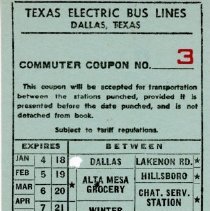 TEXAS ELECTRIC BUS LINES
DALLAS, TEXAS
COMMUTER COUPON NO. 3
This coupon will be accepted for transportation
between the stations punched, provided it is
presented before the date punched, and is not
detached from book.
Subject to tariff regulations.
EXPIRES BETWEEN
JAN 4 18 DALLAS LAKENON RD.
FEB 5 19 ALTA MESA HILLSBORO
MAR 6 20 GROCERY CHAT. SERV.
APR 7 21 WINTER STATION